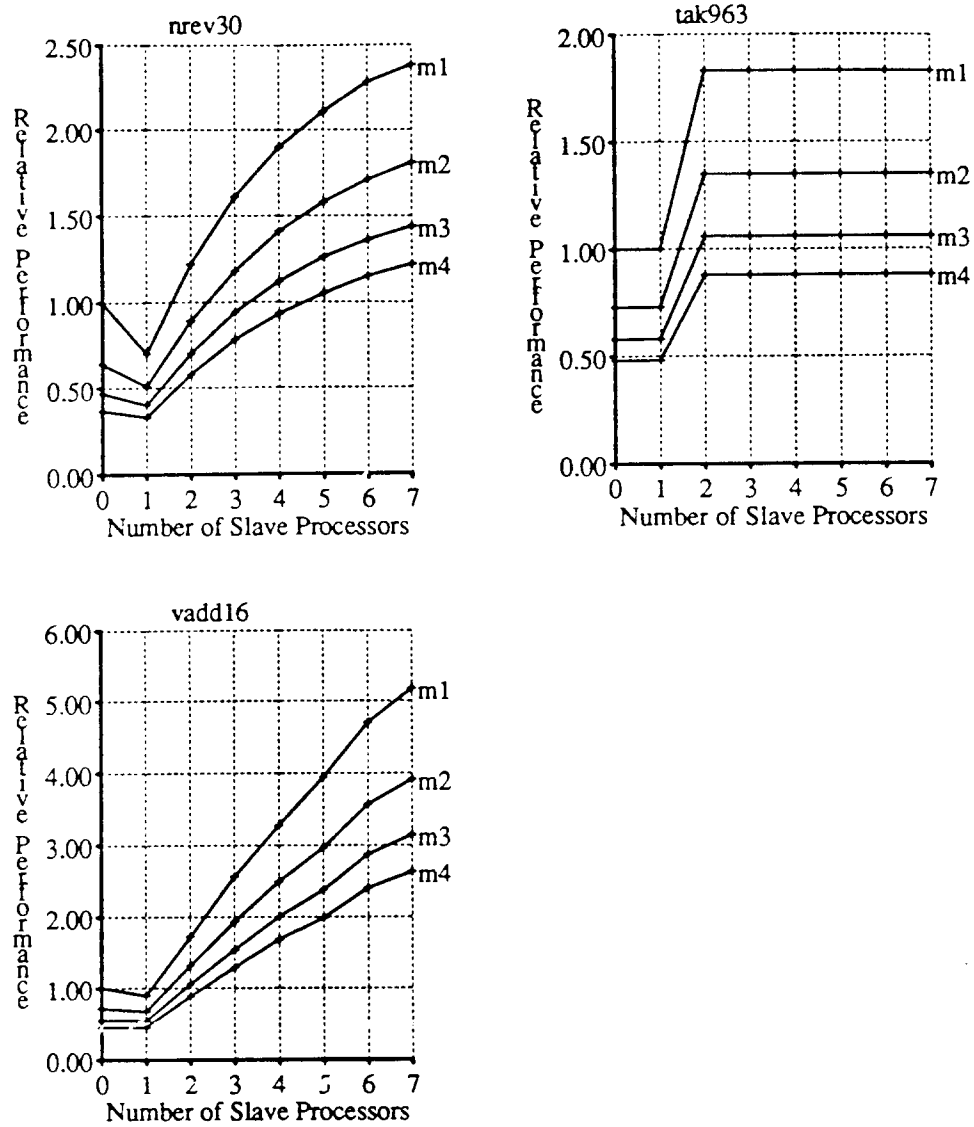 nrev30
2.50
2.00
1.50
1.00
0.50
0.00
Relative Performance
m1
m2
m3
m4
0 1 2 3 4 5 6 7
Number of Slave Processors
tak963
2.00
1.50
1.00
0.50
0.00
Relative Performance
m1
m2
m3
m4
0 1 2 3 4 5 6 7
Number of Slave Processors
vadd16
6.00
5.00
4.00
3.00
2.00
1.00
0.00
Relative Performance
m1
m2
m3
m4
0 1 2 3 4 5 6 7
Number of Slave Processors